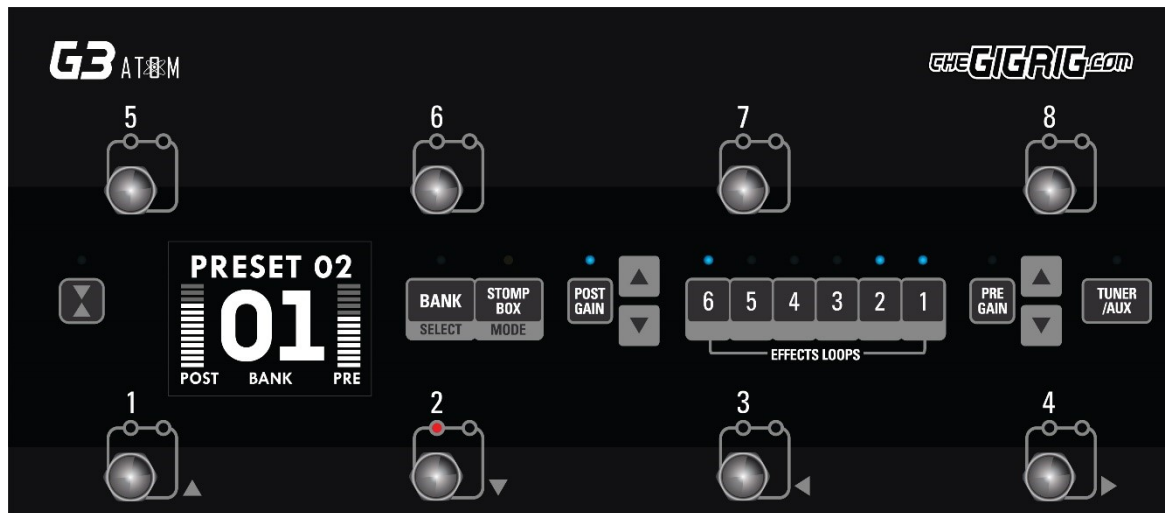 G3 ATOM
THEGIGRIG.COM
5
6
7
8
PRESET 02
01
POST BANK PRE
BANK
SELECT
STOMP
BOX
MODE
POST
GAIN
6 5 4 3 2 1
EFFECTS LOOPS
PRE
GAIN
TUNER
/AUX
1
2
3
4